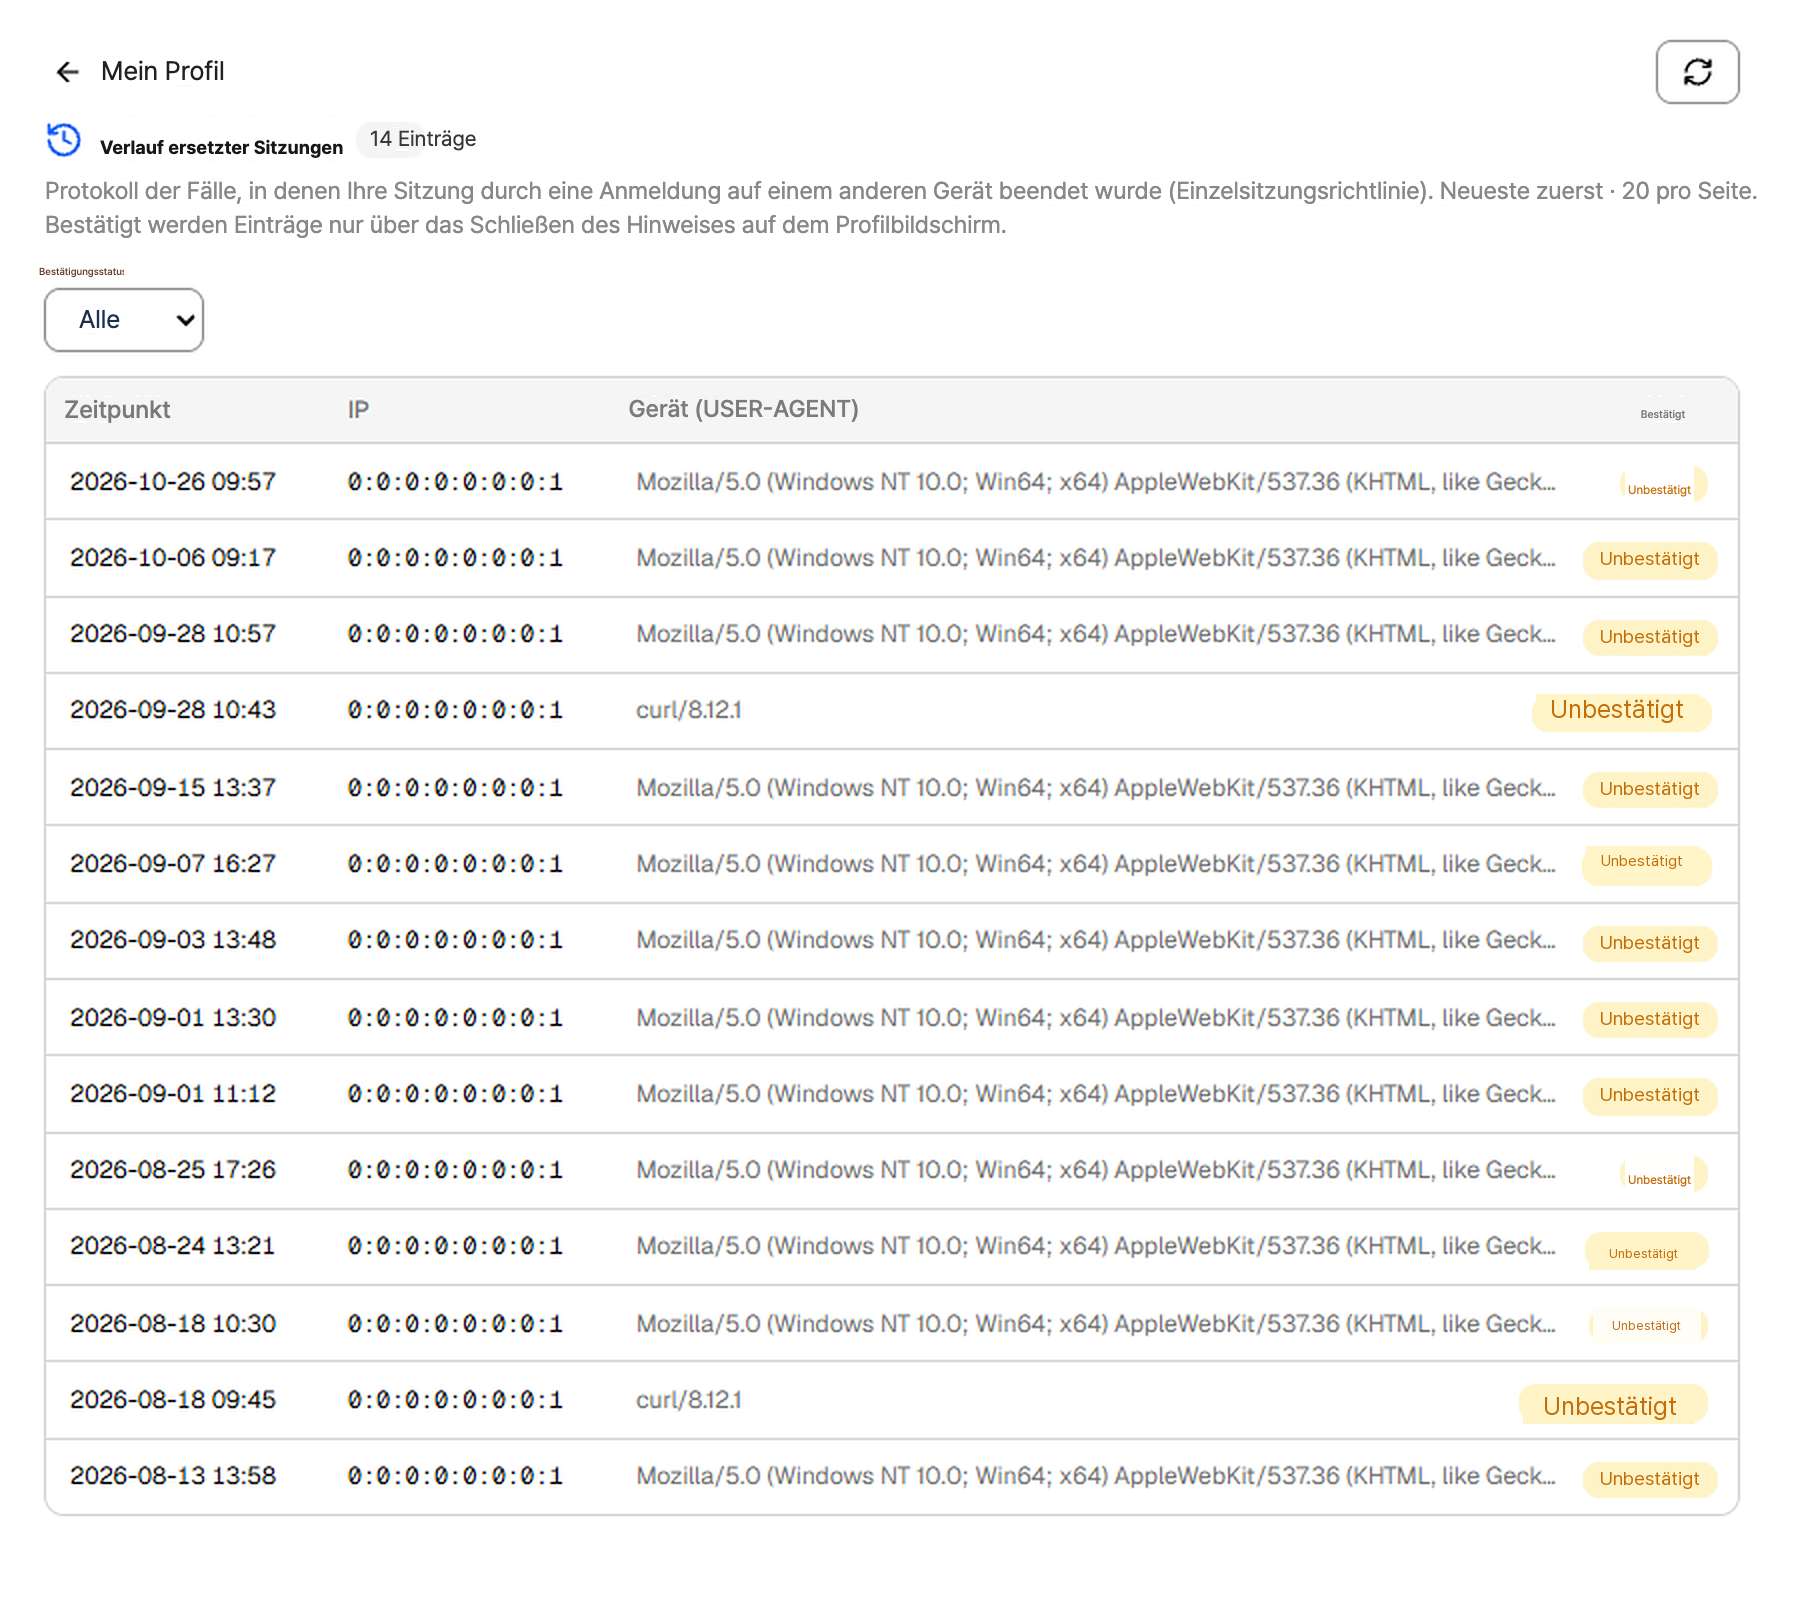 Mein Profil
Verlauf ersetzter Sitzungen 14 Einträge
Protokoll der Fälle, in denen Ihre Sitzung durch eine Anmeldung auf einem anderen Gerät beendet wurde (Einzelsitzungsrichtlinie). Neueste zuerst · 20 pro Seite.
Bestätigt werden Einträge nur über das Schließen des Hinweises auf dem Profilbildschirm.
Bestätigungsstatus
Alle
Zeitpunkt IP Gerät (USER-AGENT) Bestätigt
2026-10-26 09:57 0:0:0:0:0:0:0:1 Mozilla/5.0 (Windows NT 10.0; Win64; x64) AppleWebKit/537.36 (KHTML, like Geck... Unbestätigt
2026-10-06 09:17 0:0:0:0:0:0:0:1 Mozilla/5.0 (Windows NT 10.0; Win64; x64) AppleWebKit/537.36 (KHTML, like Geck... Unbestätigt
2026-09-28 10:57 0:0:0:0:0:0:0:1 Mozilla/5.0 (Windows NT 10.0; Win64; x64) AppleWebKit/537.36 (KHTML, like Geck... Unbestätigt
2026-09-28 10:43 0:0:0:0:0:0:0:1 curl/8.12.1 Unbestätigt
2026-09-15 13:37 0:0:0:0:0:0:0:1 Mozilla/5.0 (Windows NT 10.0; Win64; x64) AppleWebKit/537.36 (KHTML, like Geck... Unbestätigt
2026-09-07 16:27 0:0:0:0:0:0:0:1 Mozilla/5.0 (Windows NT 10.0; Win64; x64) AppleWebKit/537.36 (KHTML, like Geck... Unbestätigt
2026-09-03 13:48 0:0:0:0:0:0:0:1 Mozilla/5.0 (Windows NT 10.0; Win64; x64) AppleWebKit/537.36 (KHTML, like Geck... Unbestätigt
2026-09-01 13:30 0:0:0:0:0:0:0:1 Mozilla/5.0 (Windows NT 10.0; Win64; x64) AppleWebKit/537.36 (KHTML, like Geck... Unbestätigt
2026-09-01 11:12 0:0:0:0:0:0:0:1 Mozilla/5.0 (Windows NT 10.0; Win64; x64) AppleWebKit/537.36 (KHTML, like Geck... Unbestätigt
2026-08-25 17:26 0:0:0:0:0:0:0:1 Mozilla/5.0 (Windows NT 10.0; Win64; x64) AppleWebKit/537.36 (KHTML, like Geck... Unbestätigt
2026-08-24 13:21 0:0:0:0:0:0:0:1 Mozilla/5.0 (Windows NT 10.0; Win64; x64) AppleWebKit/537.36 (KHTML, like Geck... Unbestätigt
2026-08-18 10:30 0:0:0:0:0:0:0:1 Mozilla/5.0 (Windows NT 10.0; Win64; x64) AppleWebKit/537.36 (KHTML, like Geck... Unbestätigt
2026-08-18 09:45 0:0:0:0:0:0:0:1 curl/8.12.1 Unbestätigt
2026-08-13 13:58 0:0:0:0:0:0:0:1 Mozilla/5.0 (Windows NT 10.0; Win64; x64) AppleWebKit/537.36 (KHTML, like Geck... Unbestätigt